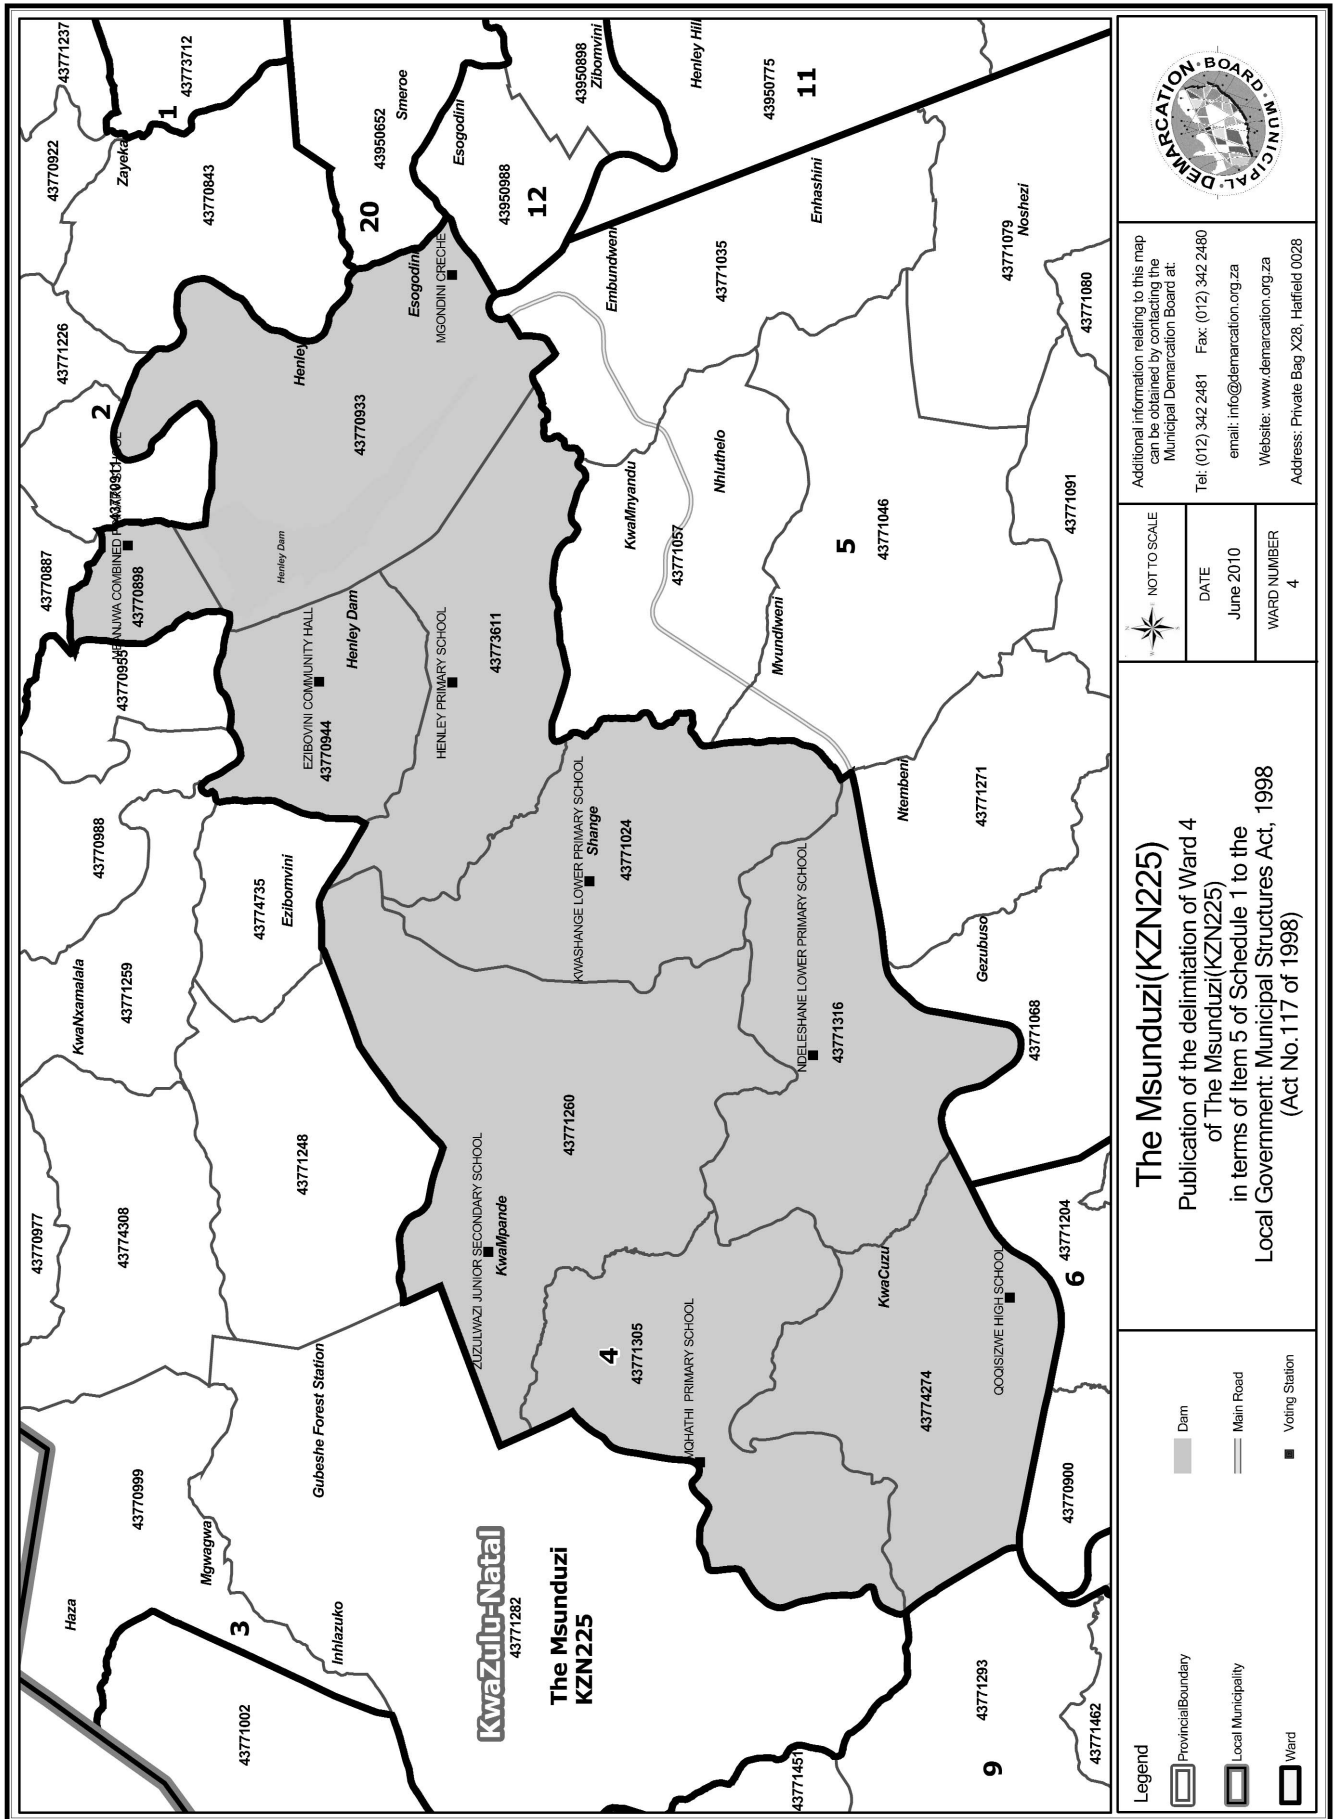 Haza
43770999
43770977
43774308
KwaNxamalala
43771259
43770988
43770887
43770955
MBANJWA COMBINED
43770898
43770911
2
43771226
43770922
43771237
Zayeka
1
43773712
43770843
43771002
3
Mgwagwa
Inhlazuko
Gubeshe Forest Station
43771248
43774735
Ezibomvini
EZIBOVINI COMMUNITY HALL
43770944
Henley Dam
Henley Dam
Henley
43770933
20
43950652
Smeroe
Esogodini
MGONDINI CRECHE
Esogodini
43950988
12
43950898
Zibomvini
Henley Hill
43950775
11
KwaZulu-Natal
43771282
The Msunduzi
KZN225
ZUZULWAZI JUNIOR SECONDARY SCHOOL
KwaMpande
43771260
HENLEY PRIMARY SCHOOL
43773611
KWASHANGE LOWER PRIMARY SCHOOL
Shange
43771024
4
43771305
MQHATHI PRIMARY SCHOOL
KwaMnyandu
43771057
Nhluthelo
Embundweni
43771035
Enhashini
Mvundlweni
5
43771046
NDELESHANE LOWER PRIMARY SCHOOL
43771316
KwaCuzu
43774274
QOQISIZWE HIGH SCHOOL
Ntembeni
43771271
Gezubuso
43771068
43771079
Noshezi
43771080
43771091
43771451
9
43771293
43771462
43770900
6
43771204
Legend
ProvincialBoundary
Local Municipality
Ward
Dam
Main Road
Voting Station
The Msunduzi(KZN225)
Publication of the delimitation of Ward 4
of The Msunduzi(KZN225)
in terms of Item 5 of Schedule 1 to the
Local Government: Municipal Structures Act, 1998
(Act No.117 of 1998)
NOT TO SCALE
DATE
June 2010
WARD NUMBER
4
Additional information relating to this map
can be obtained by contacting the
Municipal Demarcation Board at:
Tel: (012) 342 2481 Fax: (012) 342 2480
email: info@demarcation.org.za
Website: www.demarcation.org.za
Address: Private Bag X28, Hatfield 0028
DEMARCATION BOARD MUNICIPAL